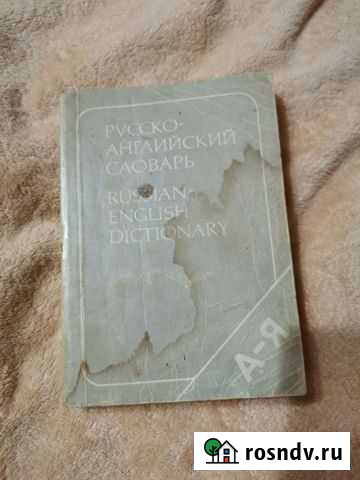 РУССКО-
АНГЛИЙСКИЙ
СЛОВАРЬ
RUSSIAN-
ENGLISH
DICTIONARY
А-Я
rosndv.ru